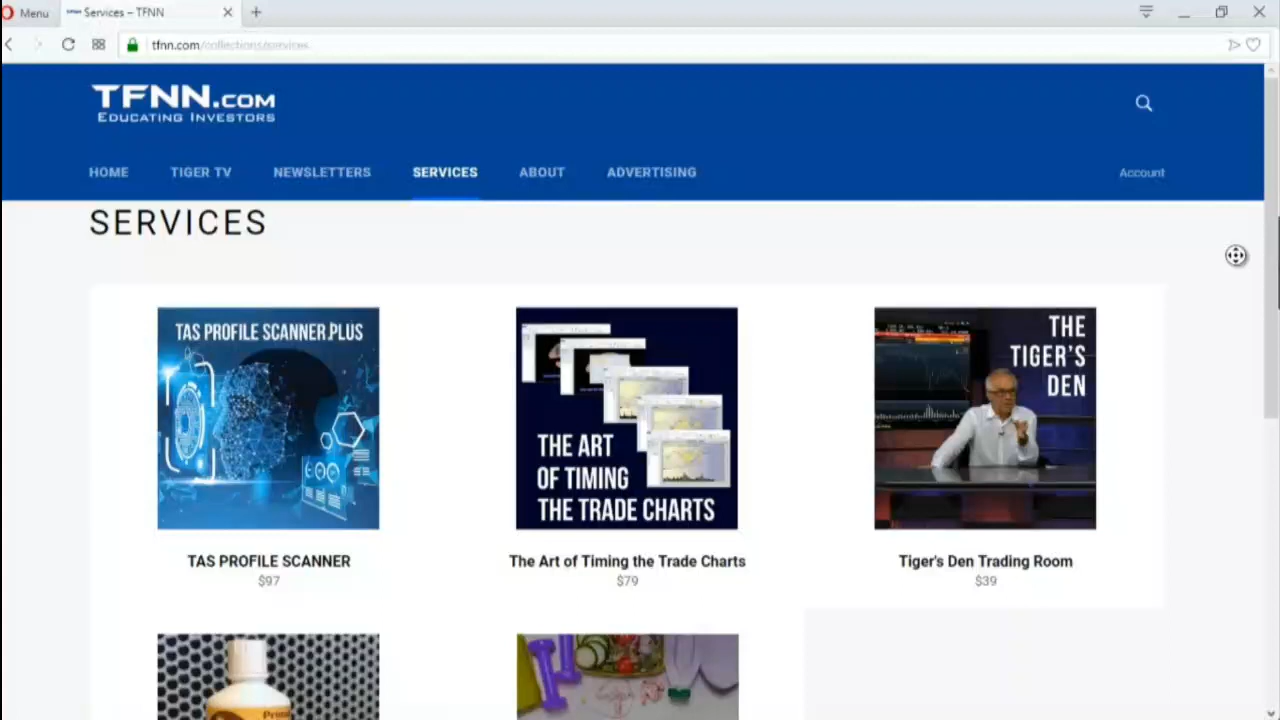 Menu
Services – TFNN
tfnn.com/collections/services
TFNN.COM
EDUCATING INVESTORS
HOME
TIGER TV
NEWSLETTERS
SERVICES
ABOUT
ADVERTISING
Account
SERVICES
TAS PROFILE SCANNER PLUS
THE ART
OF TIMING
THE TRADE CHARTS
THE
TIGER'S
DEN
TAS PROFILE SCANNER
$97
The Art of Timing the Trade Charts
$79
Tiger's Den Trading Room
$39